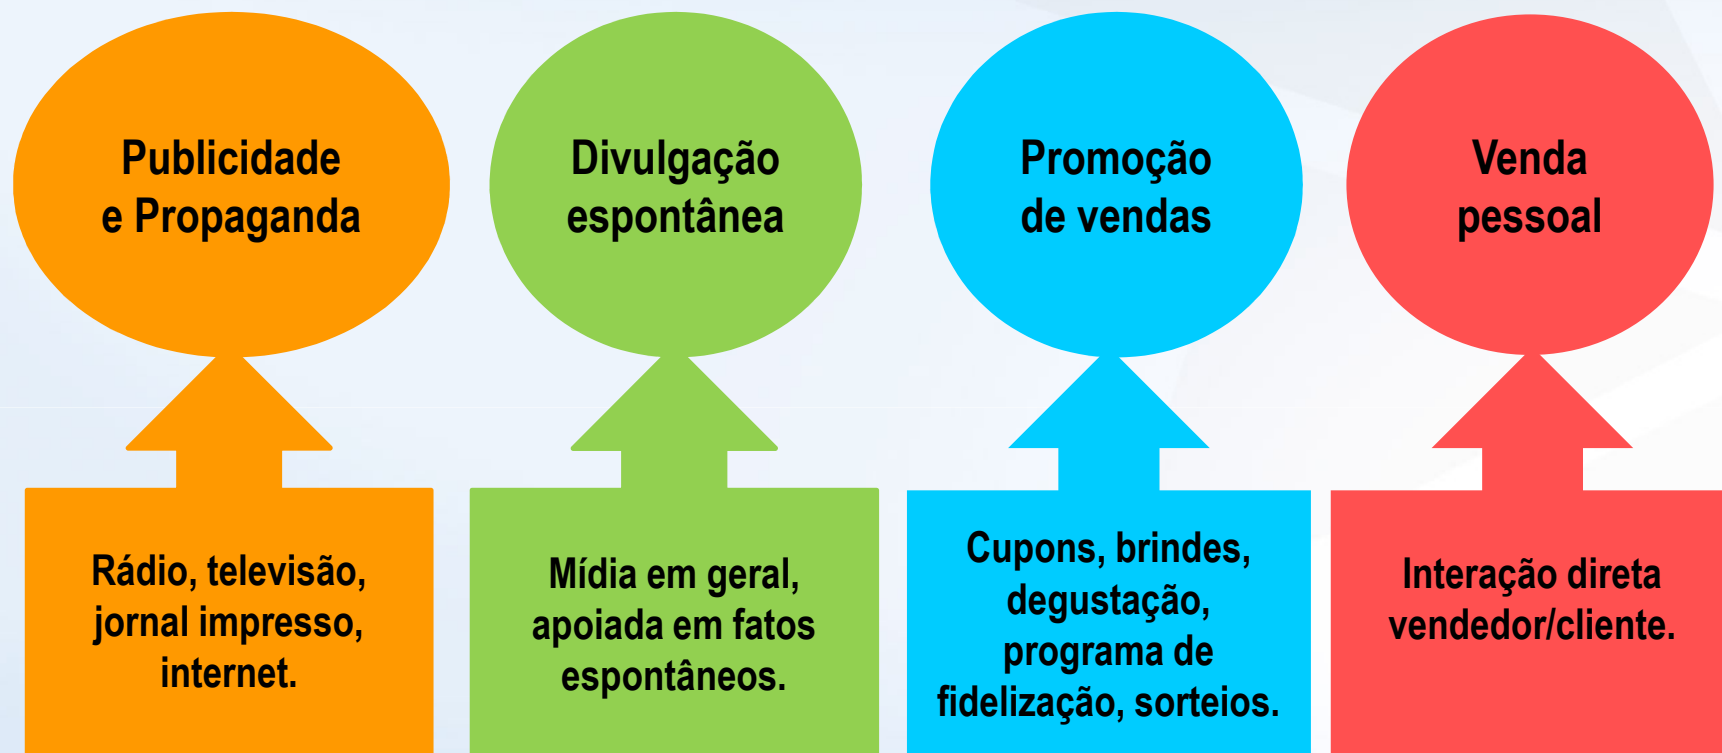 Publicidade
e Propaganda
Divulgação
espontânea
Promoção
de vendas
Venda
pessoal
Rádio, televisão,
jornal impresso,
internet.
Mídia em geral,
apoiada em fatos
espontâneos.
Cupons, brindes,
degustação,
programa de
fidelização, sorteios.
Interação direta
vendedor/cliente.